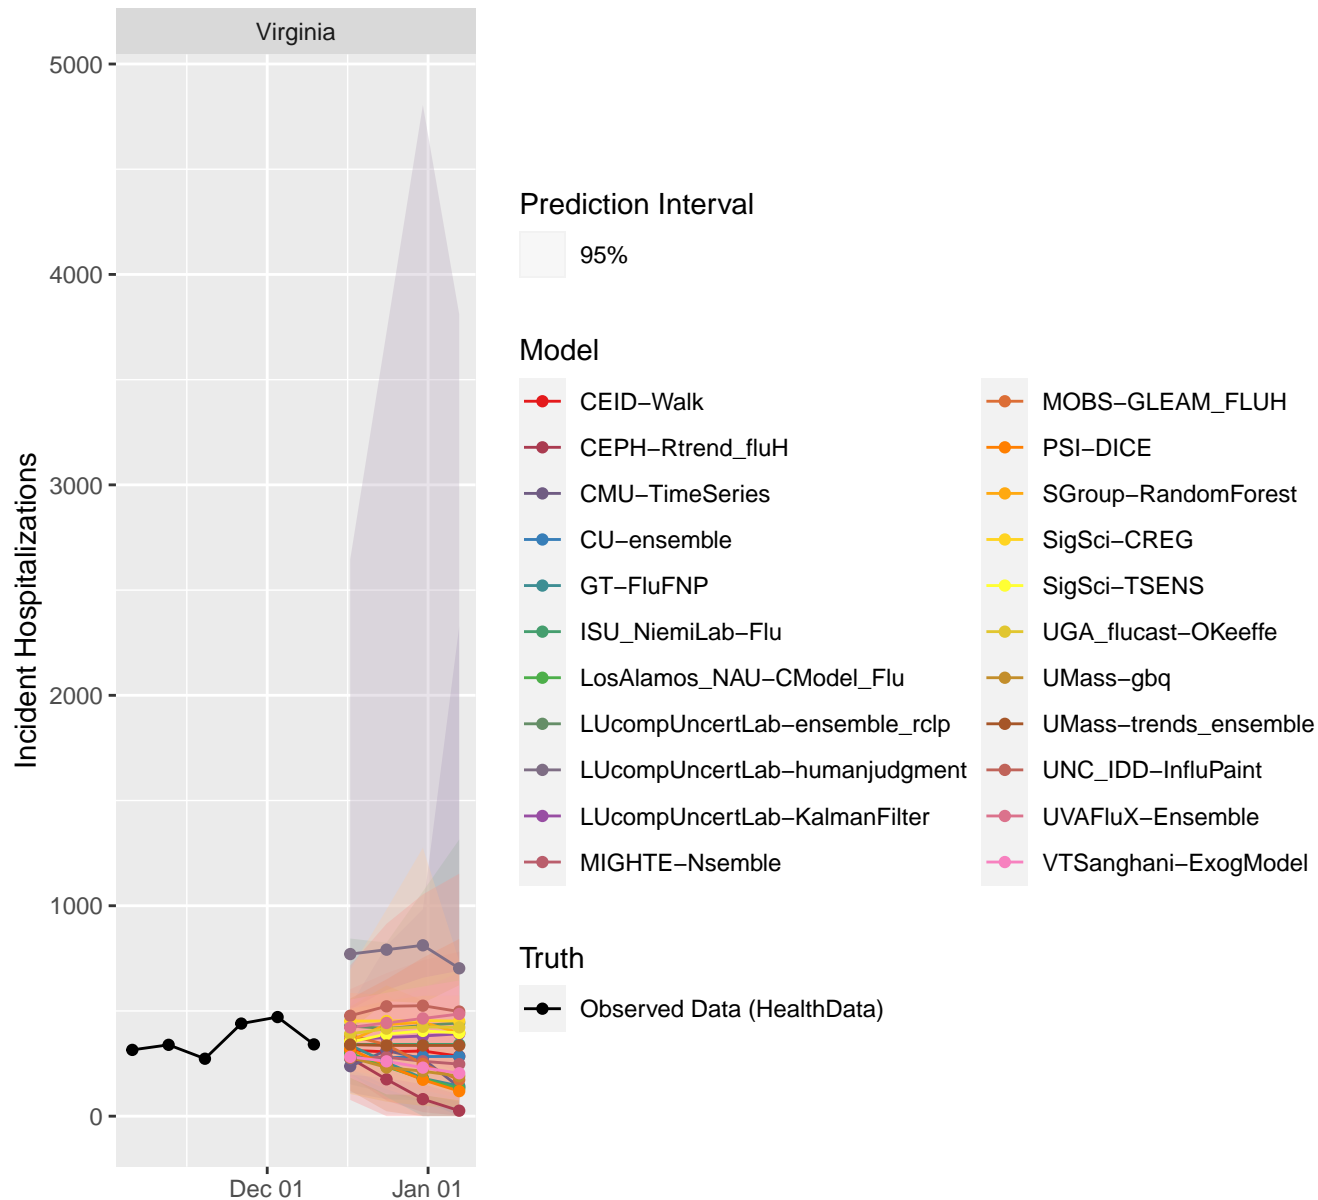 Virginia
5000
4000
3000
2000
1000
0
Incident Hospitalizations
Dec 01
Jan 01
Prediction Interval
95%
Model
CEID−Walk
CEPH−Rtrend_fluH
CMU−TimeSeries
CU−ensemble
GT−FluFNP
ISU_NiemiLab−Flu
LosAlamos_NAU−CModel_Flu
LUcompUncertLab−ensemble_rclp
LUcompUncertLab−humanjudgment
LUcompUncertLab−KalmanFilter
MIGHTE−Nsemble
MOBS−GLEAM_FLUH
PSI−DICE
SGroup−RandomForest
SigSci−CREG
SigSci−TSENS
UGA_flucast−OKeeffe
UMass−gbq
UMass−trends_ensemble
UNC_IDD−InfluPaint
UVAFluX−Ensemble
VTSanghani−ExogModel
Truth
Observed Data (HealthData)